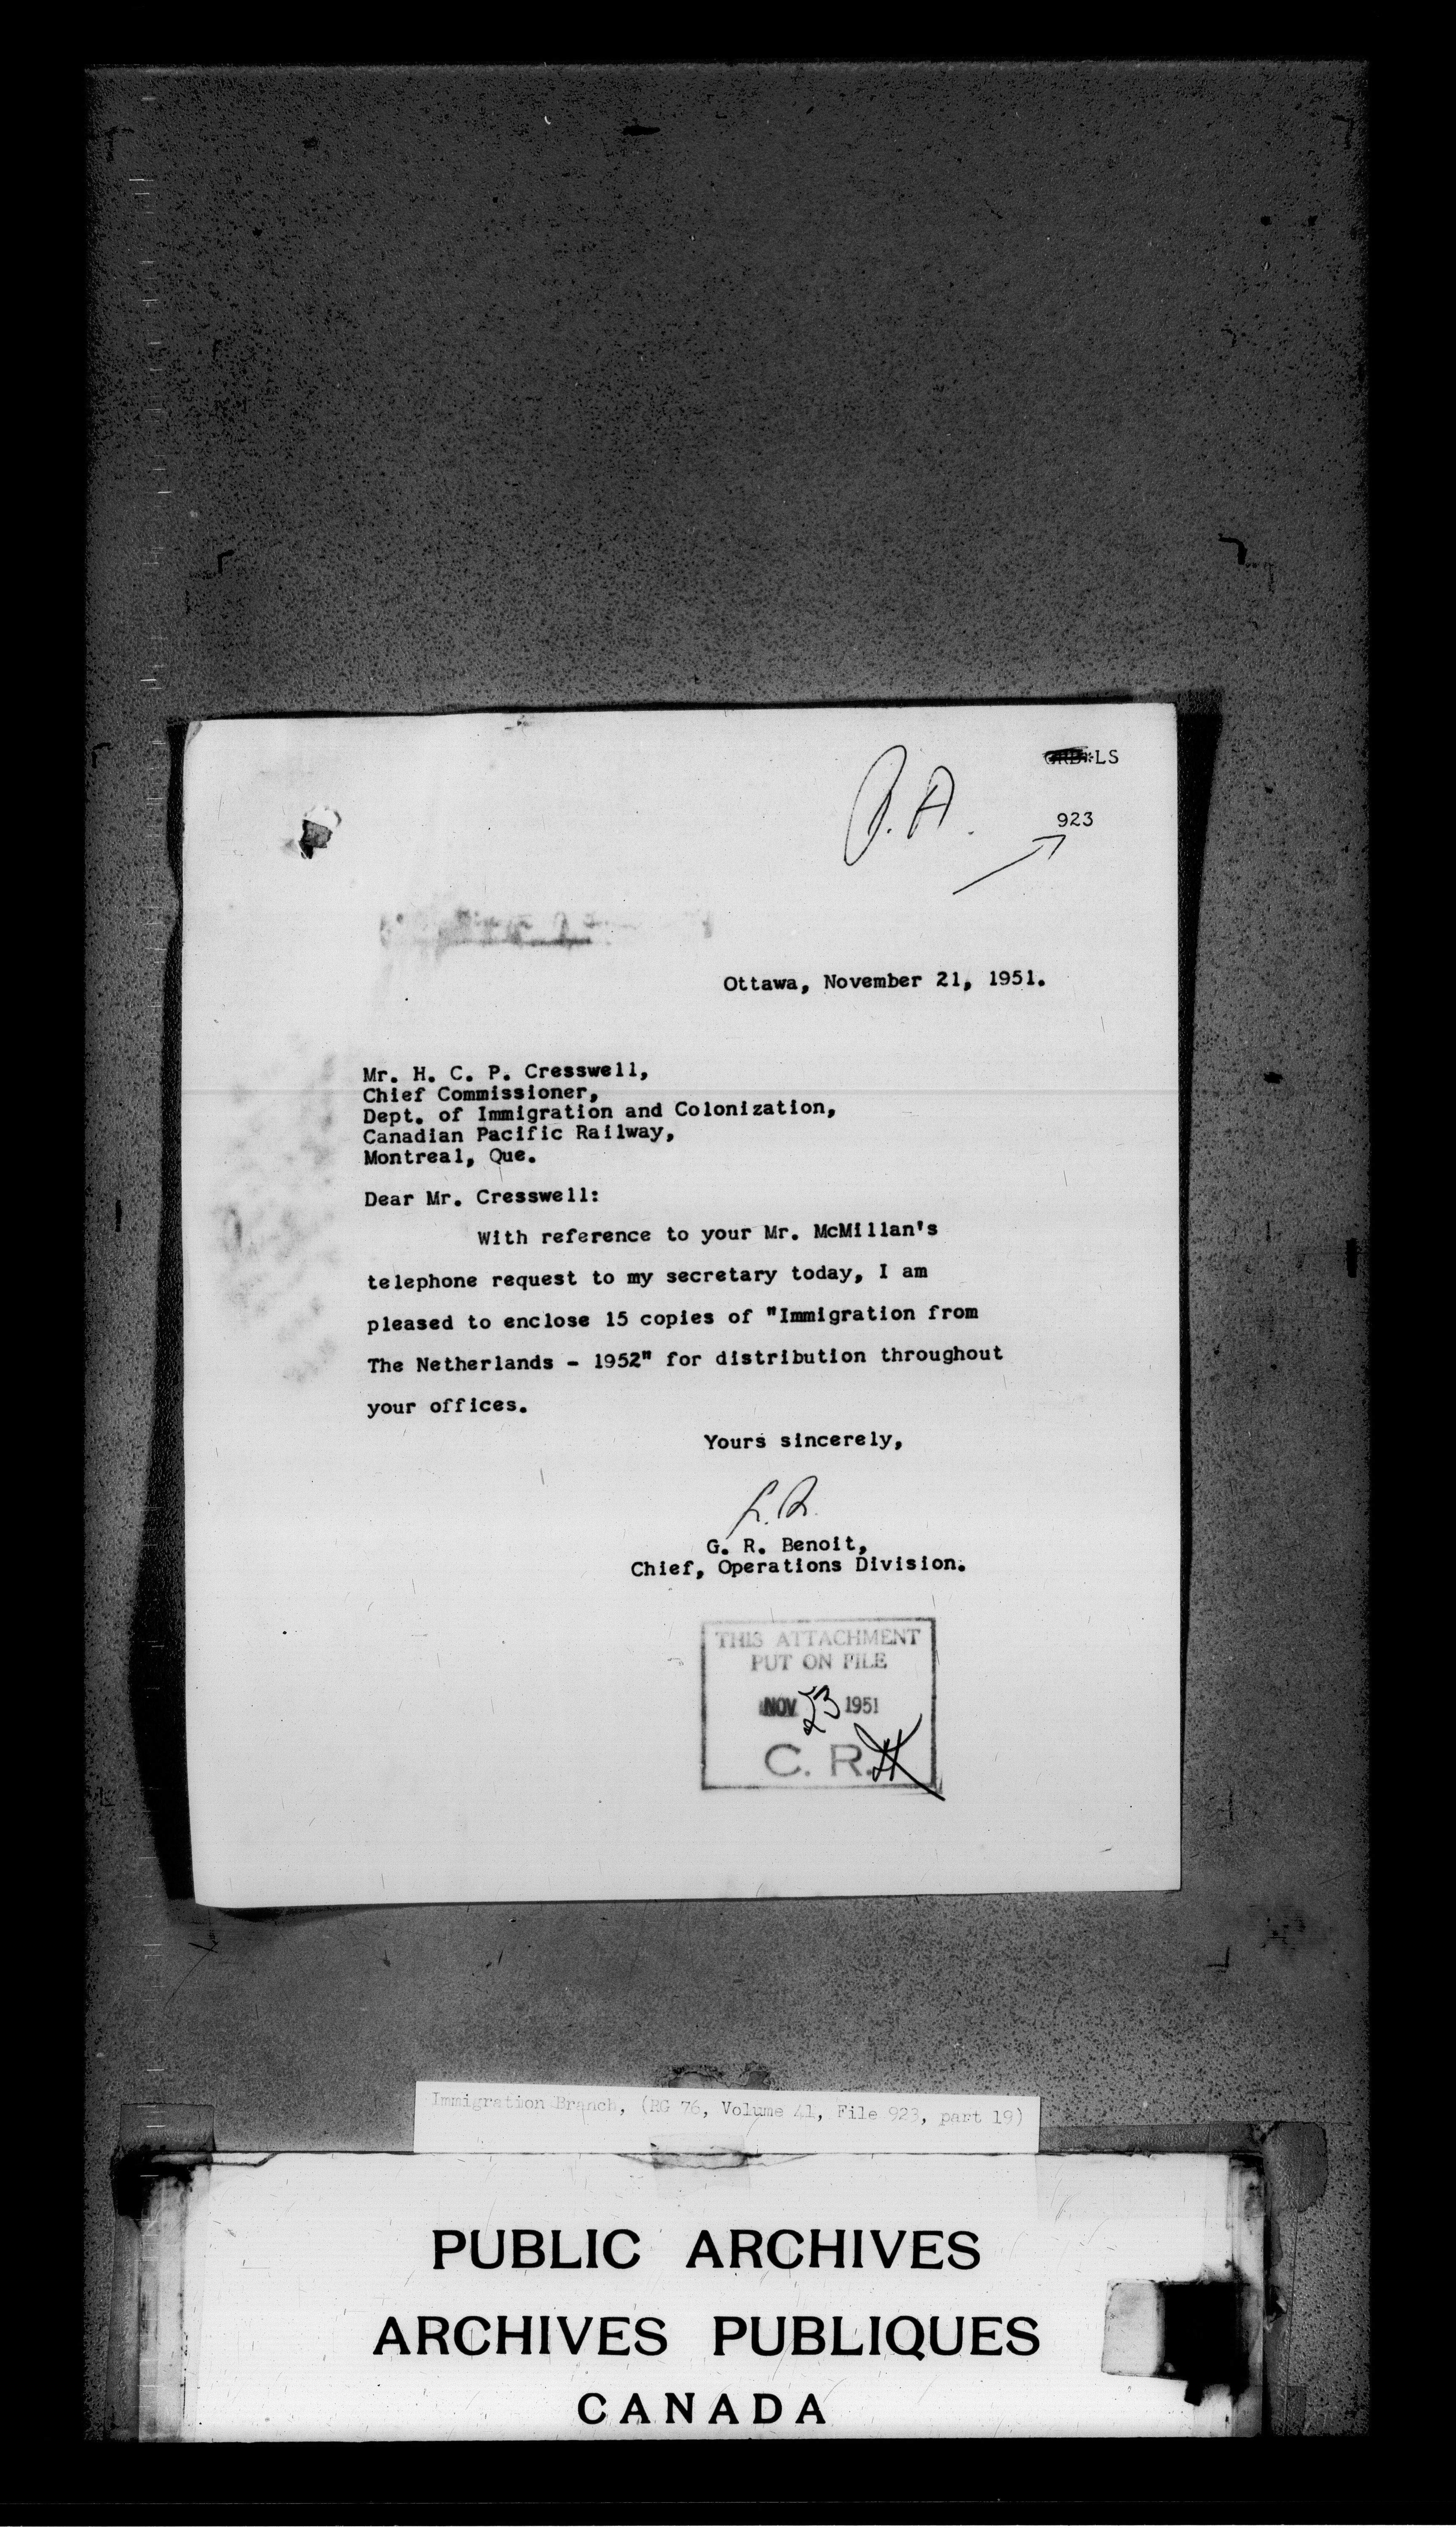 GRB:LS
P.A.
923
Ottawa, November 21, 1951.
Mr. H. C. P. Cresswell,
Chief Commissioner,
Dept. of Immigration and Colonization,
Canadian Pacific Railway,
Montreal, Que.
Dear Mr. Cresswell:
With reference to your Mr. McMillan's
telephone request to my secretary today, I am
pleased to enclose 15 copies of "Immigration from
The Netherlands - 1952" for distribution throughout
your offices.
Yours sincerely,
G. R. Benoit,
Chief, Operations Division.
THIS ATTACHMENT
PUT ON FILE
NOV 23 1951
C. R.
Immigration Branch, (RG 76, Volume 41, File 923, part 19)
PUBLIC ARCHIVES
ARCHIVES PUBLIQUES
CANADA